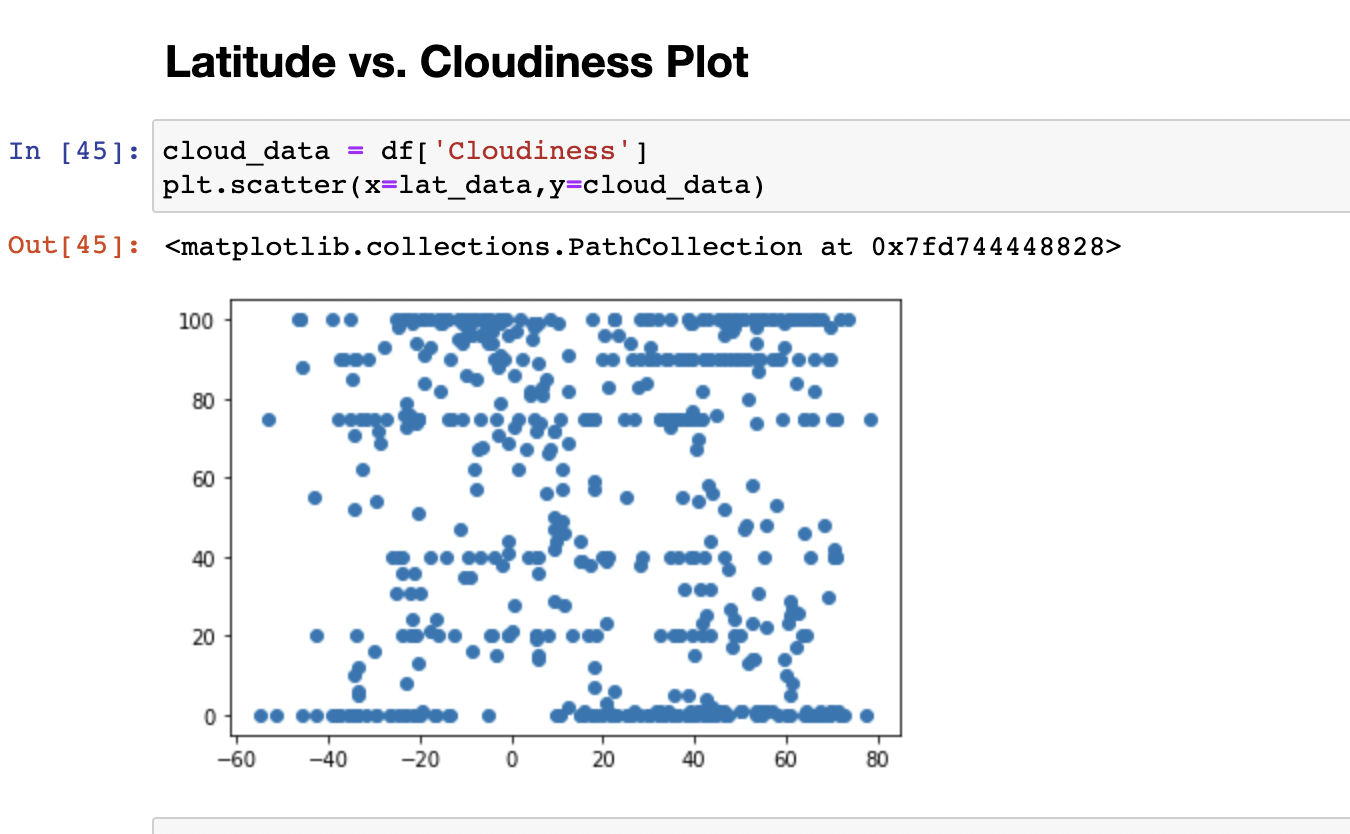 Latitude vs. Cloudiness Plot
In [45]: cloud_data = df['Cloudiness']
plt.scatter(x=lat_data,y=cloud_data)
Out[45]: <matplotlib.collections.PathCollection at 0x7fd744448828>
100
80
60
40
20
0
−60 −40 −20 0 20 40 60 80